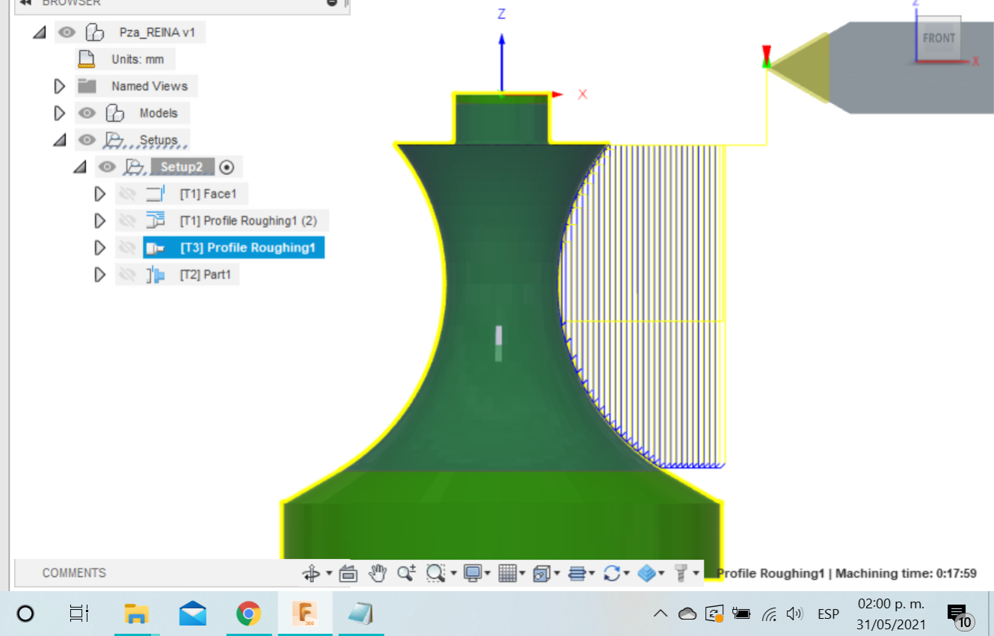 BROWSER
Pza_REINA v1
Units: mm
Named Views
Models
Setups
Setup2
[T1] Face1
[T1] Profile Roughing1 (2)
[T3] Profile Roughing1
[T2] Part1
Z
X
Z
FRONT
X
COMMENTS
Profile Roughing1 | Machining time: 0:17:59
F
ESP
02:00 p. m.
31/05/2021
10